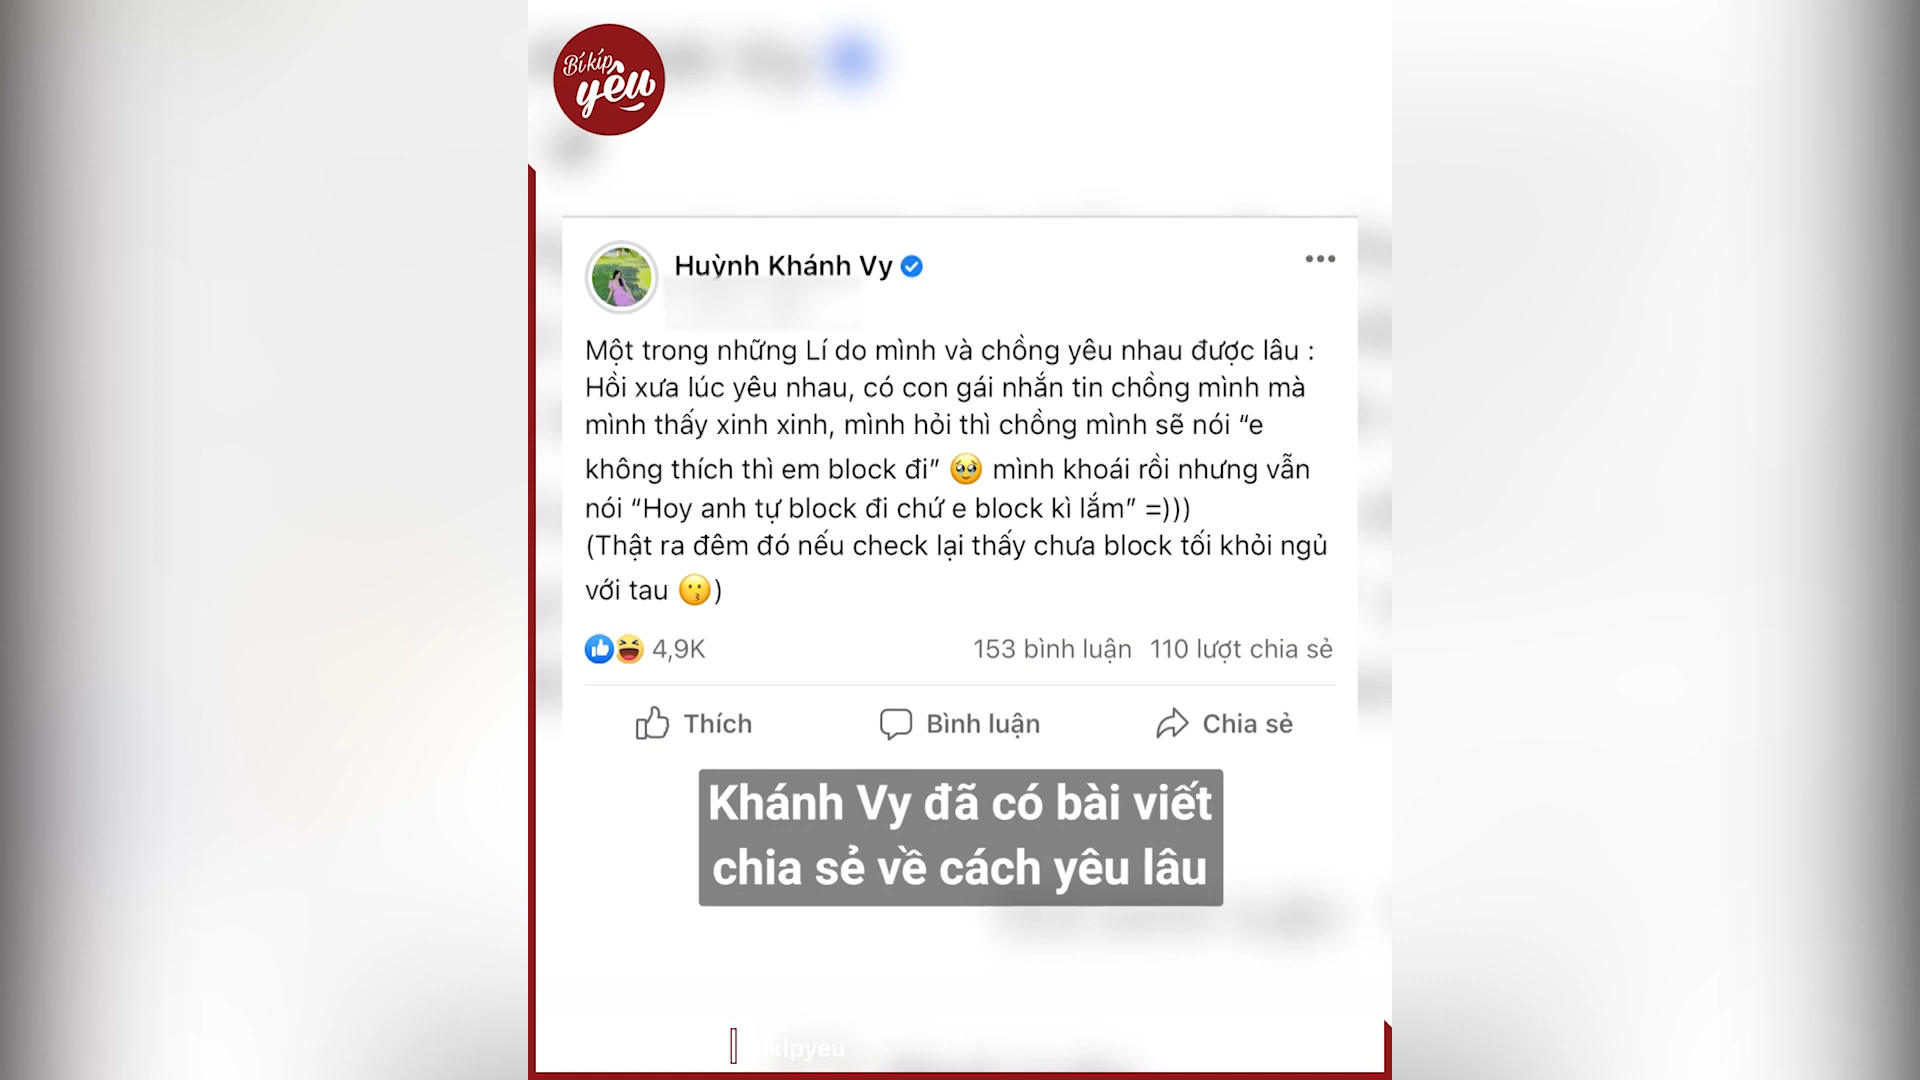 Bí kíp
yêu
Huỳnh Khánh Vy
Một trong những Lí do mình và chồng yêu nhau được lâu :
Hồi xưa lúc yêu nhau, có con gái nhắn tin chồng mình mà
mình thấy xinh xinh, mình hỏi thì chồng mình sẽ nói “e
không thích thì em block đi” 🥹 mình khoái rồi nhưng vẫn
nói “Hoy anh tự block đi chứ e block kì lắm” =)))
(Thật ra đêm đó nếu check lại thấy chưa block tối khỏi ngủ
với tau 😗)
4,9K 153 bình luận 110 lượt chia sẻ
Thích Bình luận Chia sẻ
Khánh Vy đã có bài viết
chia sẻ về cách yêu lâu